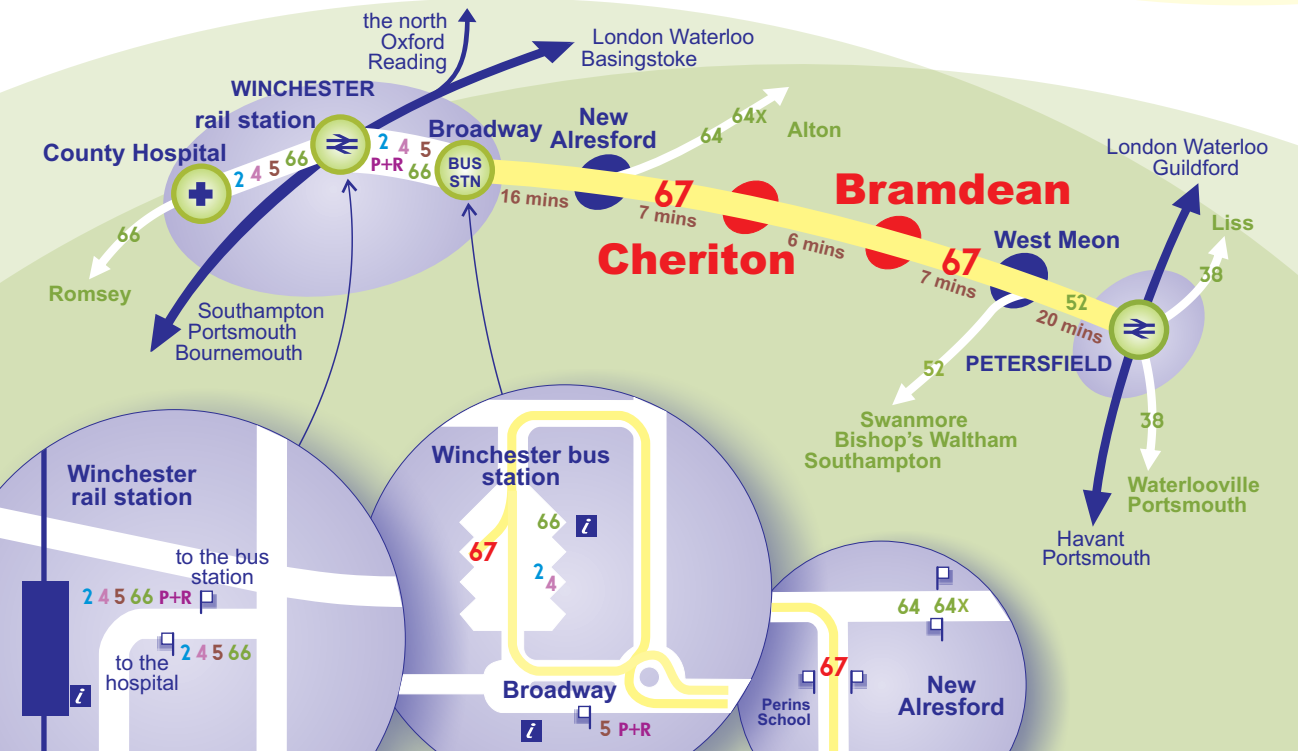 the north
Oxford
Reading
London Waterloo
Basingstoke
WINCHESTER
rail station
County Hospital
2 4 5 66
2 4 5
P+R 66
Broadway
BUS
STN
New
Alresford
64 64X
Alton
16 mins
67
7 mins
Cheriton
6 mins
Bramdean
67
7 mins
West Meon
52
20 mins
PETERSFIELD
London Waterloo
Guildford
Liss
38
66
Romsey
Southampton
Portsmouth
Bournemouth
52
Swanmore
Bishop's Waltham
Southampton
38
Waterlooville
Portsmouth
Havant
Portsmouth
Winchester
rail station
to the bus
station
2 4 5 66 P+R
2 4 5 66
to the
hospital
i
Winchester bus
station
66 i
67
2
4
Broadway
i
5 P+R
64 64X
67
Perins
School
New
Alresford